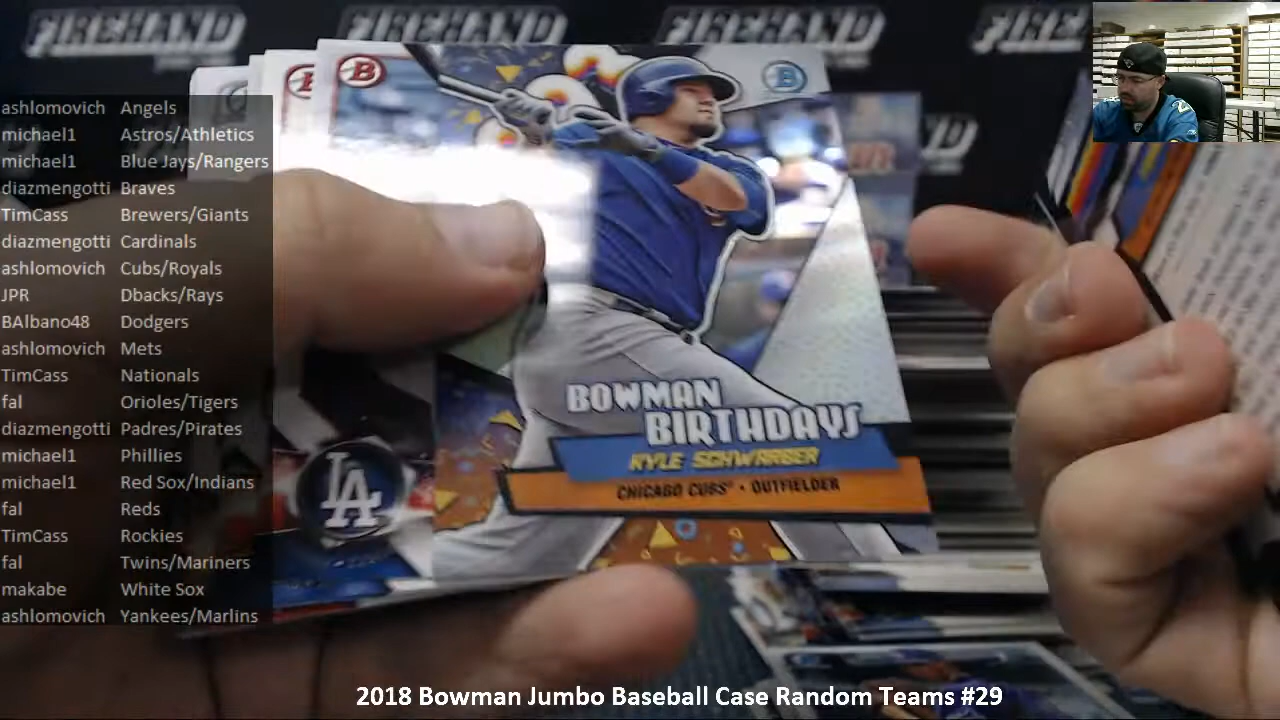 FIREHAND FIREHAND FIREHAND FIREHAND
B
B
ashlomovich Angels
michael1 Astros/Athletics
michael1 Blue Jays/Rangers
diazmengotti Braves
TimCass Brewers/Giants
diazmengotti Cardinals
ashlomovich Cubs/Royals
JPR Dbacks/Rays
BAlbano48 Dodgers
ashlomovich Mets
TimCass Nationals
fal Orioles/Tigers
diazmengotti Padres/Pirates
michael1 Phillies
michael1 Red Sox/Indians
fal Reds
TimCass Rockies
fal Twins/Mariners
makabe White Sox
ashlomovich Yankees/Marlins
BOWMAN
BIRTHDAYS
KYLE SCHWARBER
CHICAGO CUBS • OUTFIELDER
LA
2018 Bowman Jumbo Baseball Case Random Teams #29